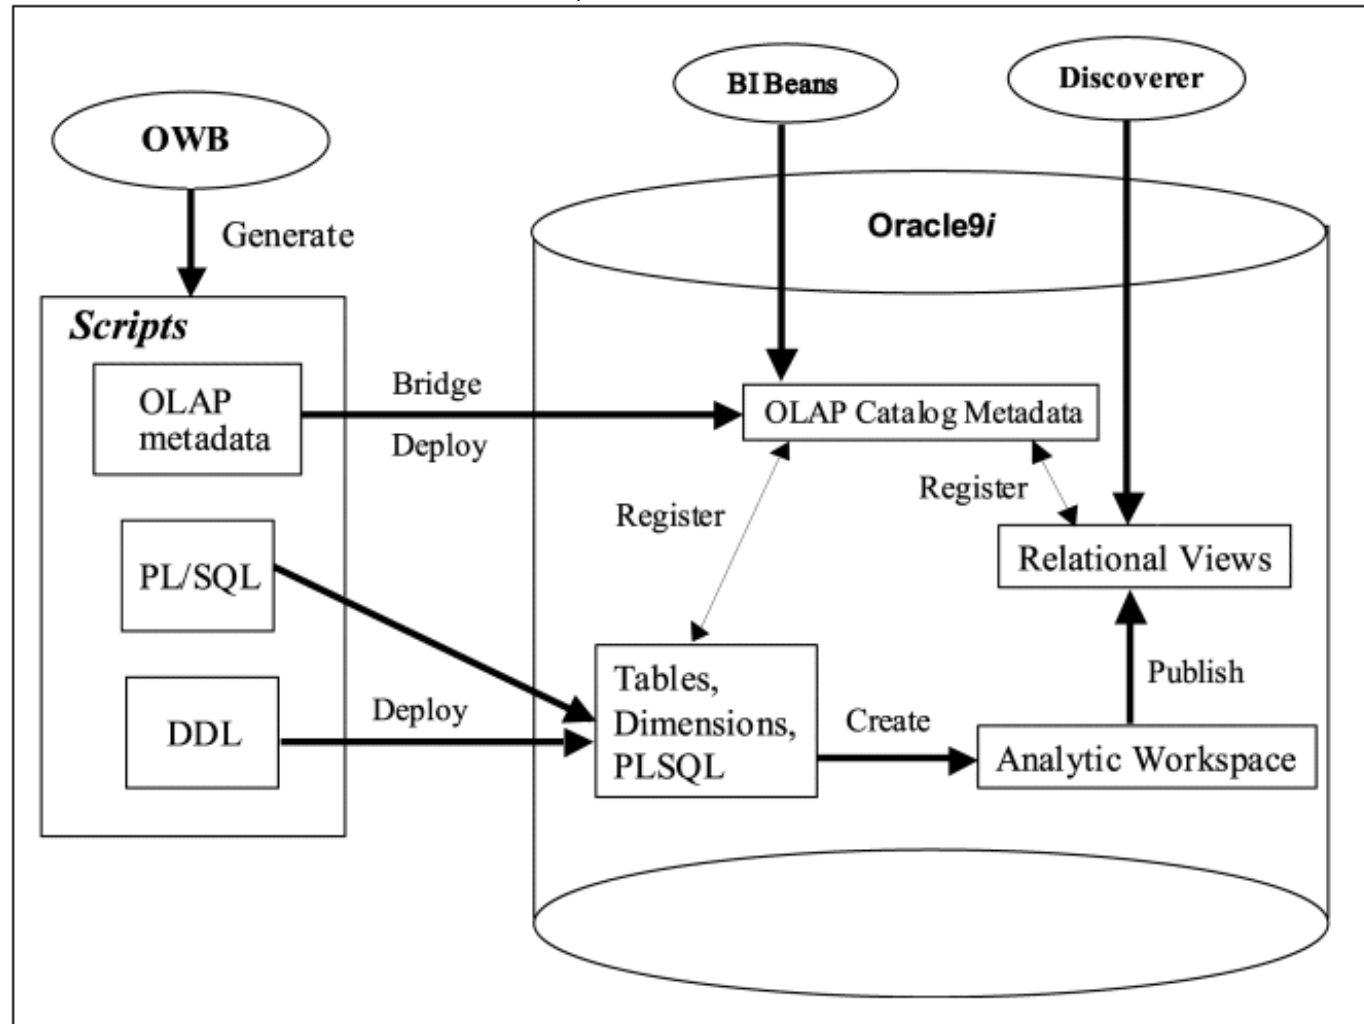 BI Beans
Discoverer
OWB
Oracle9i
Generate
Scripts
OLAP
metadata
Bridge
Deploy
OLAP Catalog Metadata
Register
Register
PL/SQL
Relational Views
DDL
Deploy
Tables,
Dimensions,
PLSQL
Create
Publish
Analytic Workspace